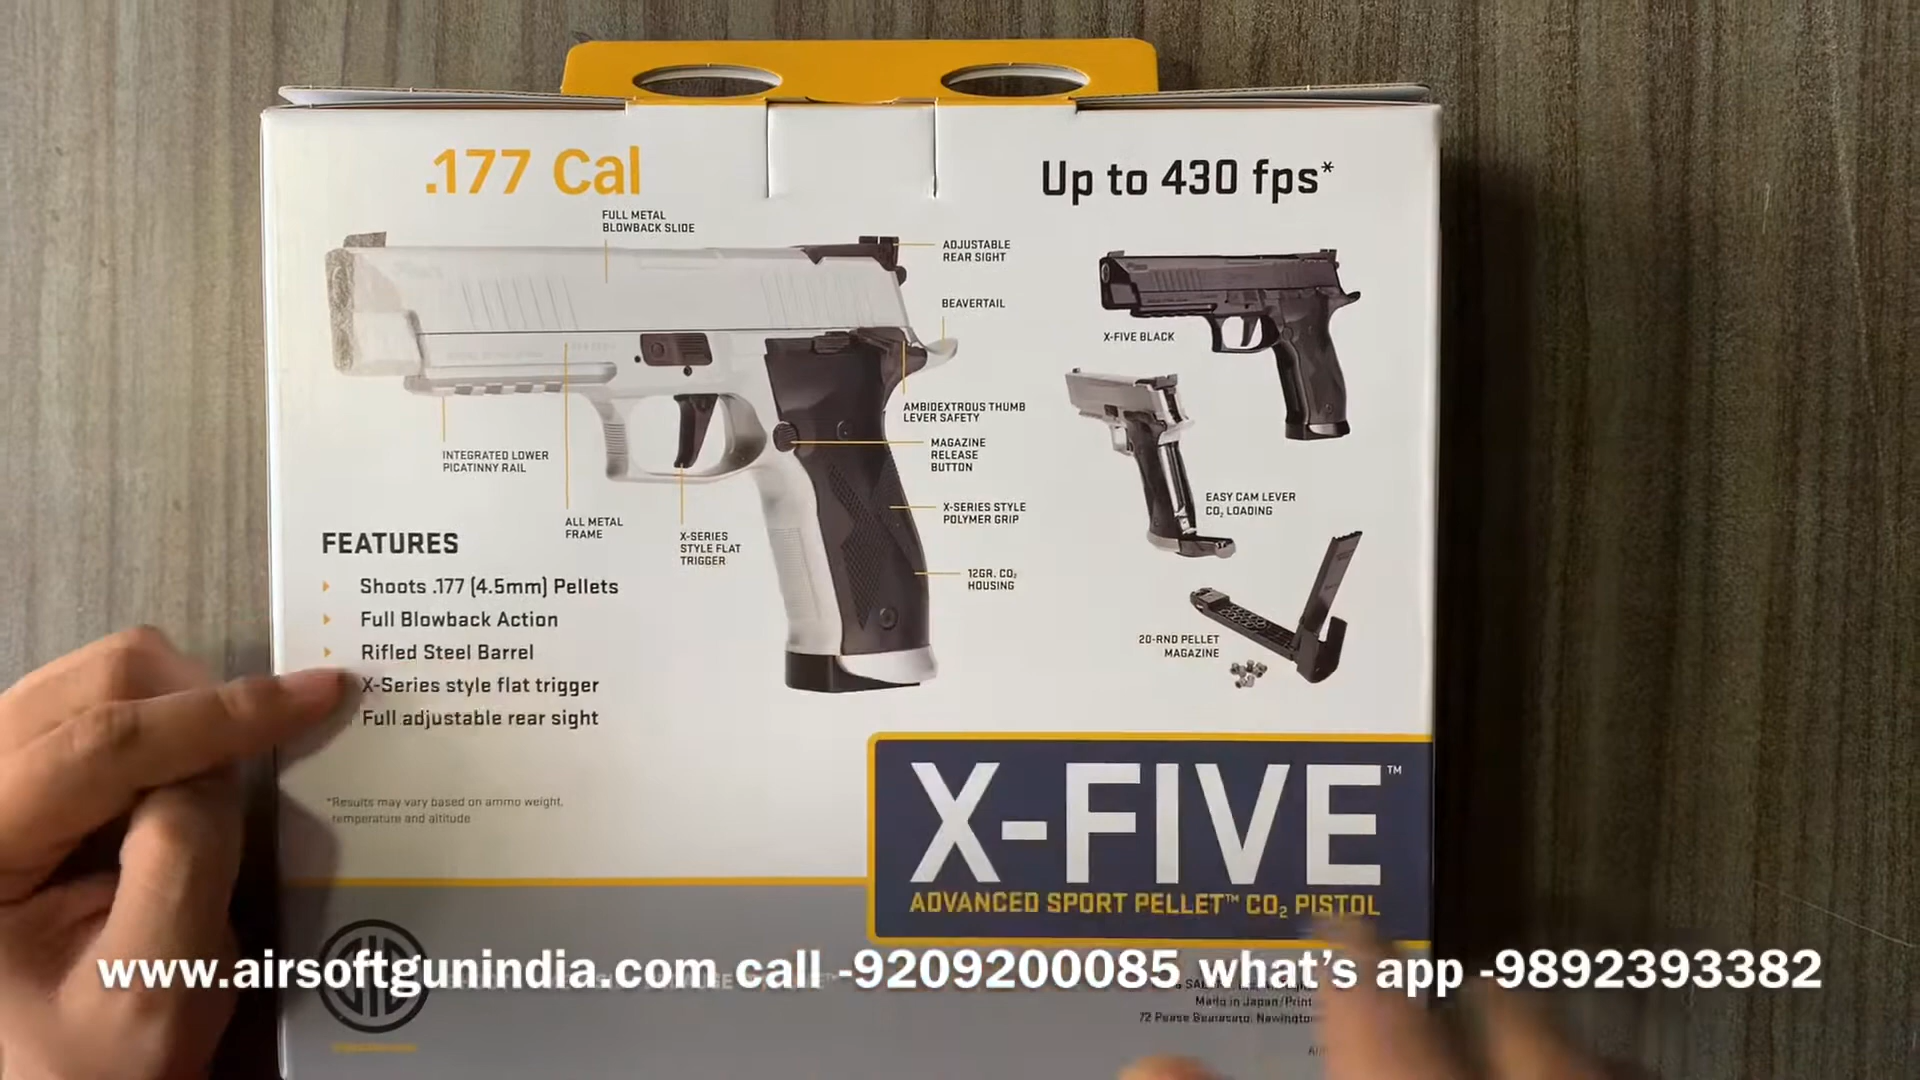 .177 Cal
Up to 430 fps*
FULL METAL
BLOWBACK SLIDE
ADJUSTABLE
REAR SIGHT
BEAVERTAIL
X-FIVE BLACK
AMBIDEXTROUS THUMB
LEVER SAFETY
MAGAZINE
RELEASE
BUTTON
INTEGRATED LOWER
PICATINNY RAIL
EASY CAM LEVER
CO₂ LOADING
X-SERIES STYLE
POLYMER GRIP
ALL METAL
FRAME
X-SERIES
STYLE FLAT
TRIGGER
12GR. CO₂
HOUSING
20-RND PELLET
MAGAZINE
FEATURES
Shoots .177 (4.5mm) Pellets
Full Blowback Action
Rifled Steel Barrel
X-Series style flat trigger
Full adjustable rear sight
*Results may vary based on ammo weight,
temperature and altitude
X-FIVE™
ADVANCED SPORT PELLET™ CO₂ PISTOL
www.airsoftgunindia.com call -9209200085 what's app -9892393382
Made in Japan/Print
72 Pease Newington